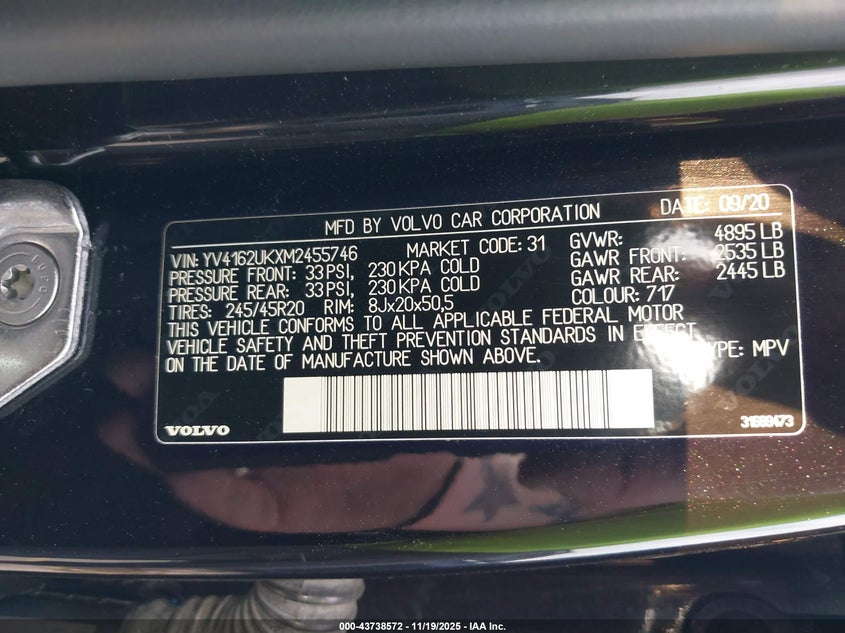 MFD BY VOLVO CAR CORPORATION DATE: 09/20
VIN: YV4162UKXM2455746 MARKET CODE: 31 GVWR: 4895 LB
PRESSURE FRONT: 33 PSI, 230 KPA COLD GAWR FRONT: 2535 LB
PRESSURE REAR: 33 PSI, 230 KPA COLD GAWR REAR: 2445 LB
TIRES: 245/45R20 RIM: 8Jx20x50,5 COLOUR: 717
THIS VEHICLE CONFORMS TO ALL APPLICABLE FEDERAL MOTOR
VEHICLE SAFETY AND THEFT PREVENTION STANDARDS IN EFFECT
ON THE DATE OF MANUFACTURE SHOWN ABOVE. TYPE: MPV
VOLVO 31689473
000-43738572 - 11/19/2025 - IAA Inc.